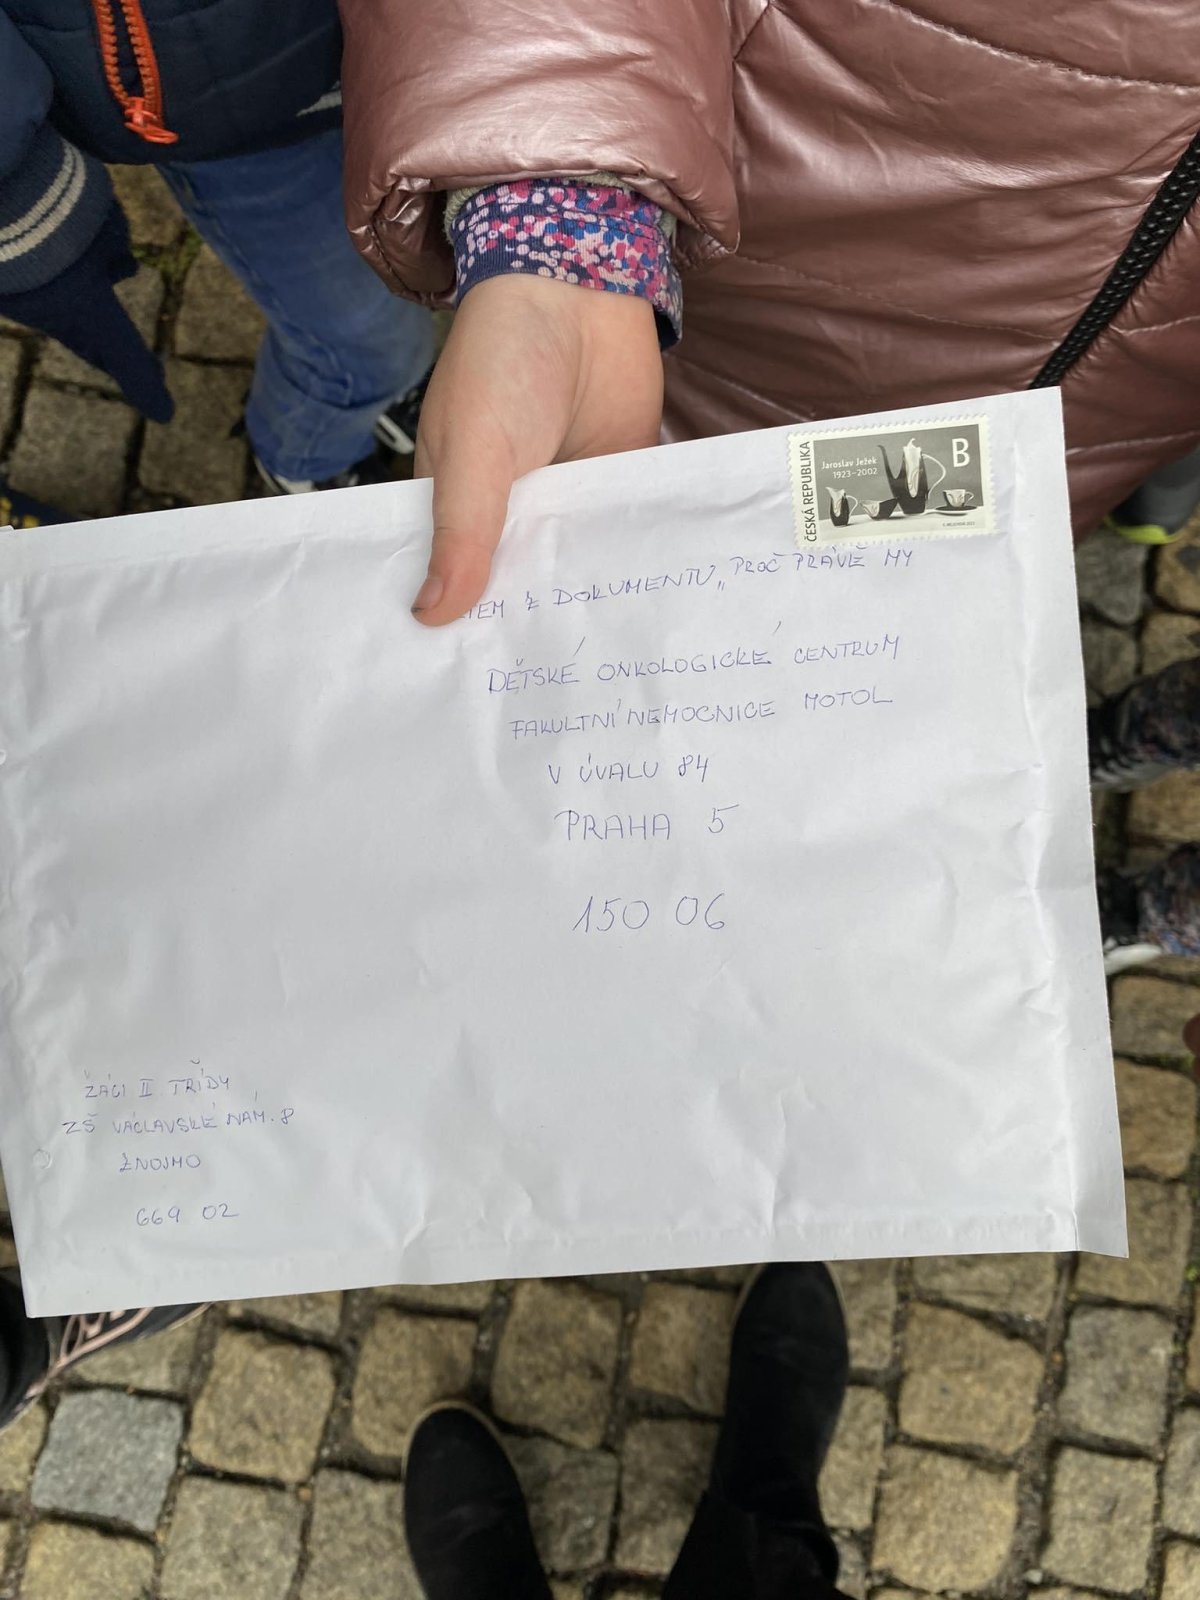 ČESKÁ REPUBLIKA
Jaroslav Ježek
1923–2002
B
Z DOKUMENTU „PROČ PRÁVĚ MY
DĚTSKÉ ONKOLOGICKÉ CENTRUM
FAKULTNÍ NEMOCNICE MOTOL
V ÚVALU 84
PRAHA 5
150 06
ŽÁCI II TŘÍDY
ZŠ VÁCLAVSKÉ NÁM. 8
ZNOJMO
669 02